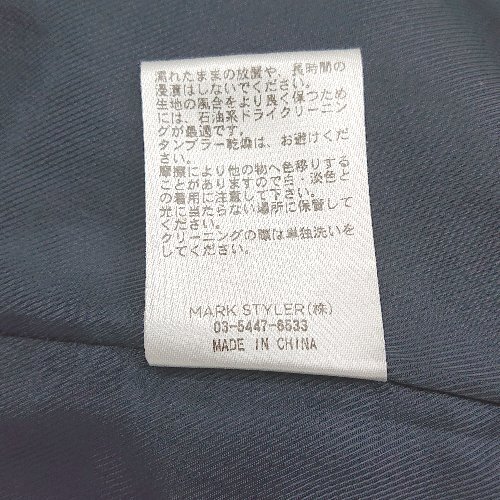 濡れたままの放置や、長時間の
浸漬はしないでください。
生地の風合をより良く保つため
には、石油系ドライクリーニン
グが最適です。
タンブラー乾燥は、お避けくださ
い。
摩擦により他の物へ色移りする
ことがありますので点・淡色と
の着用に注意して下さい。
光に当たらない場所に保管して
ください。
クリーニングの際は単独洗いを
してください。
MARK STYLER(株)
03-5447-6533
MADE IN CHINA